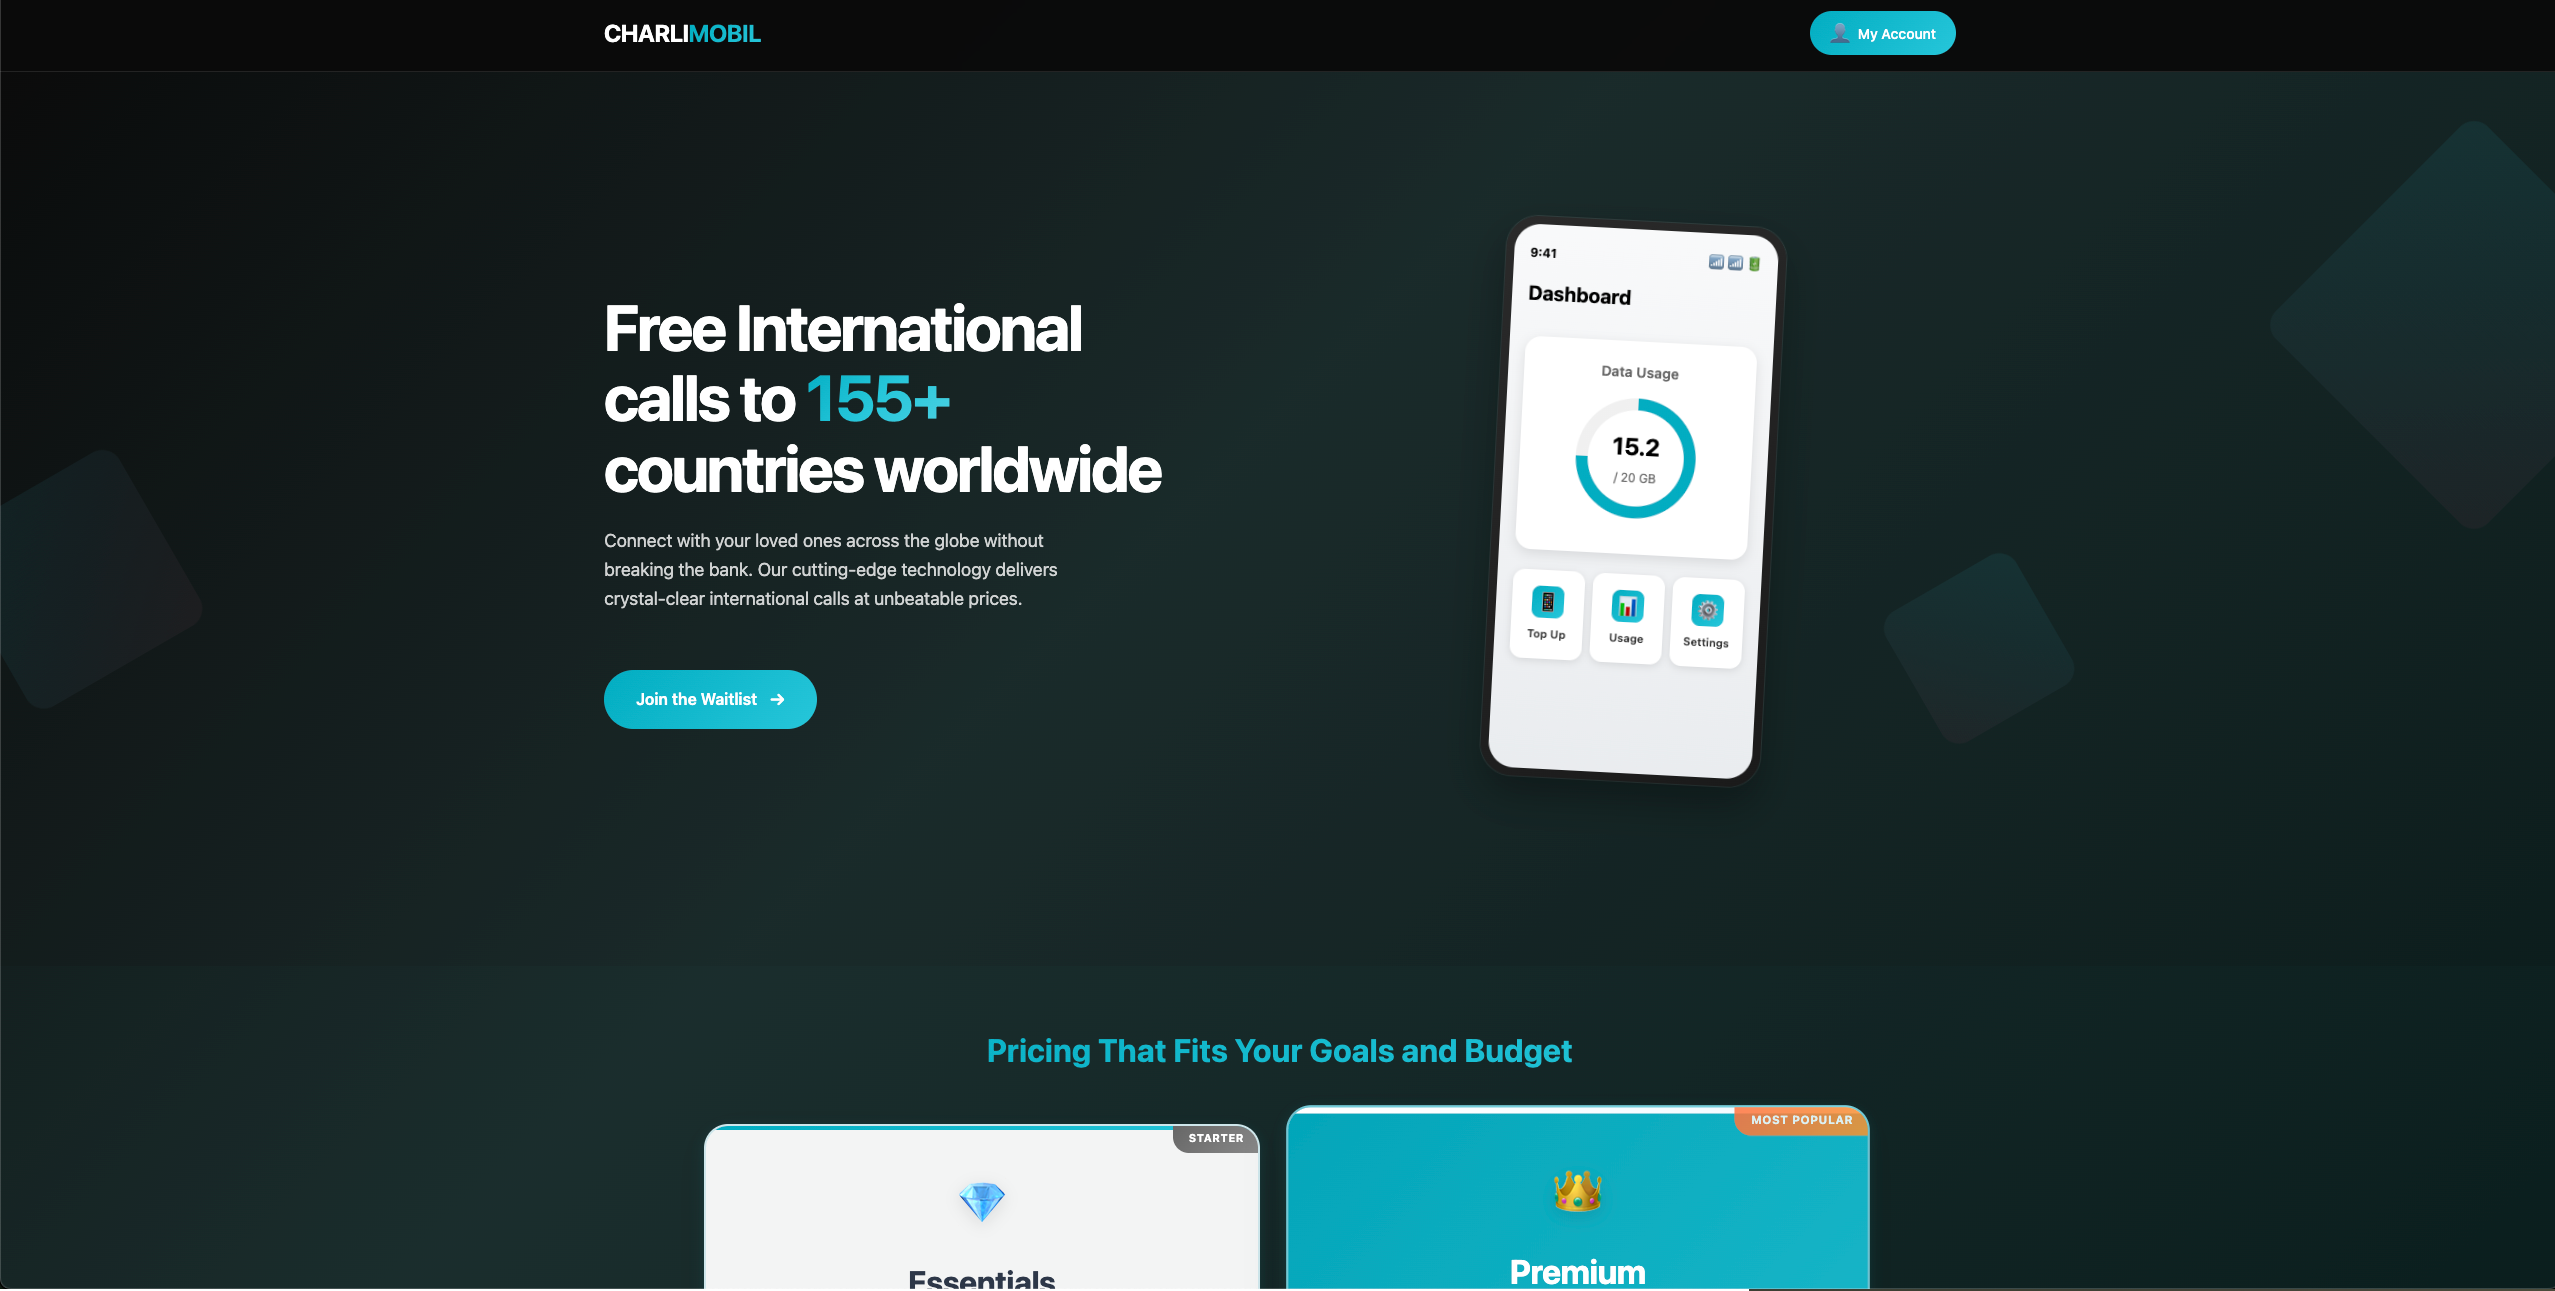 CHARLIMOBIL
My Account
Free International
calls to 155+
countries worldwide
Connect with your loved ones across the globe without
breaking the bank. Our cutting-edge technology delivers
crystal-clear international calls at unbeatable prices.
Join the Waitlist →
9:41
Dashboard
Data Usage
15.2
/ 20 GB
Top Up
Usage
Settings
Pricing That Fits Your Goals and Budget
STARTER
Essentials
MOST POPULAR
Premium